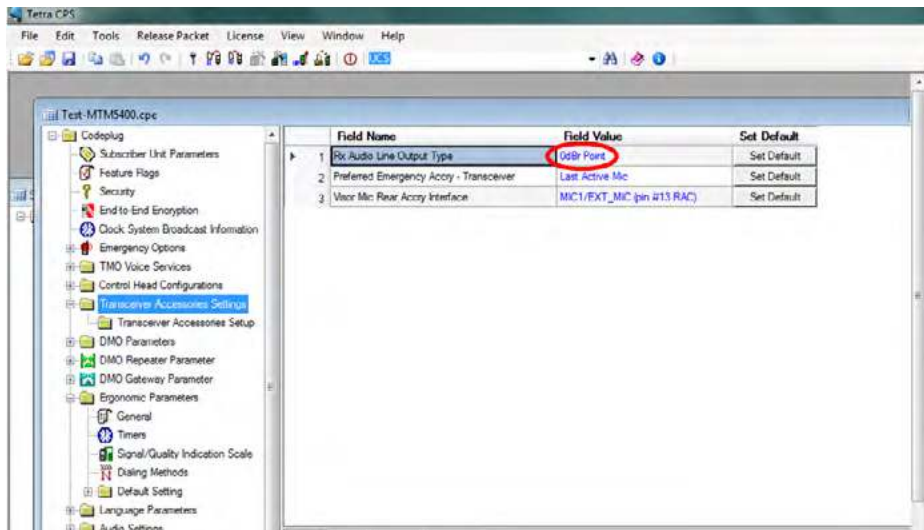 Tetra CPS
File Edit Tools Release Packet License View Window Help
UCS
Test-MTM5400.cpc
Codeplug
Subscriber Unit Parameters
Feature Flags
Security
End to End Encryption
Clock System Broadcast Information
Emergency Options
TMO Voice Services
Control Head Configurations
Transceiver Accessories Settings
Transceiver Accessories Setup
DMO Parameters
DMO Repeater Parameter
DMO Gateway Parameter
Ergonomic Parameters
General
Timers
Signal/Quality Indication Scale
Dialing Methods
Default Setting
Language Parameters
Audio Settings
Field Name Field Value Set Default
1 Rx Audio Line Output Type 0dBr Point Set Default
2 Preferred Emergency Accry - Transceiver Last Active Mic Set Default
3 Visor Mic Rear Accry Interface MIC1/EXT_MIC (pin #13 RAC) Set Default